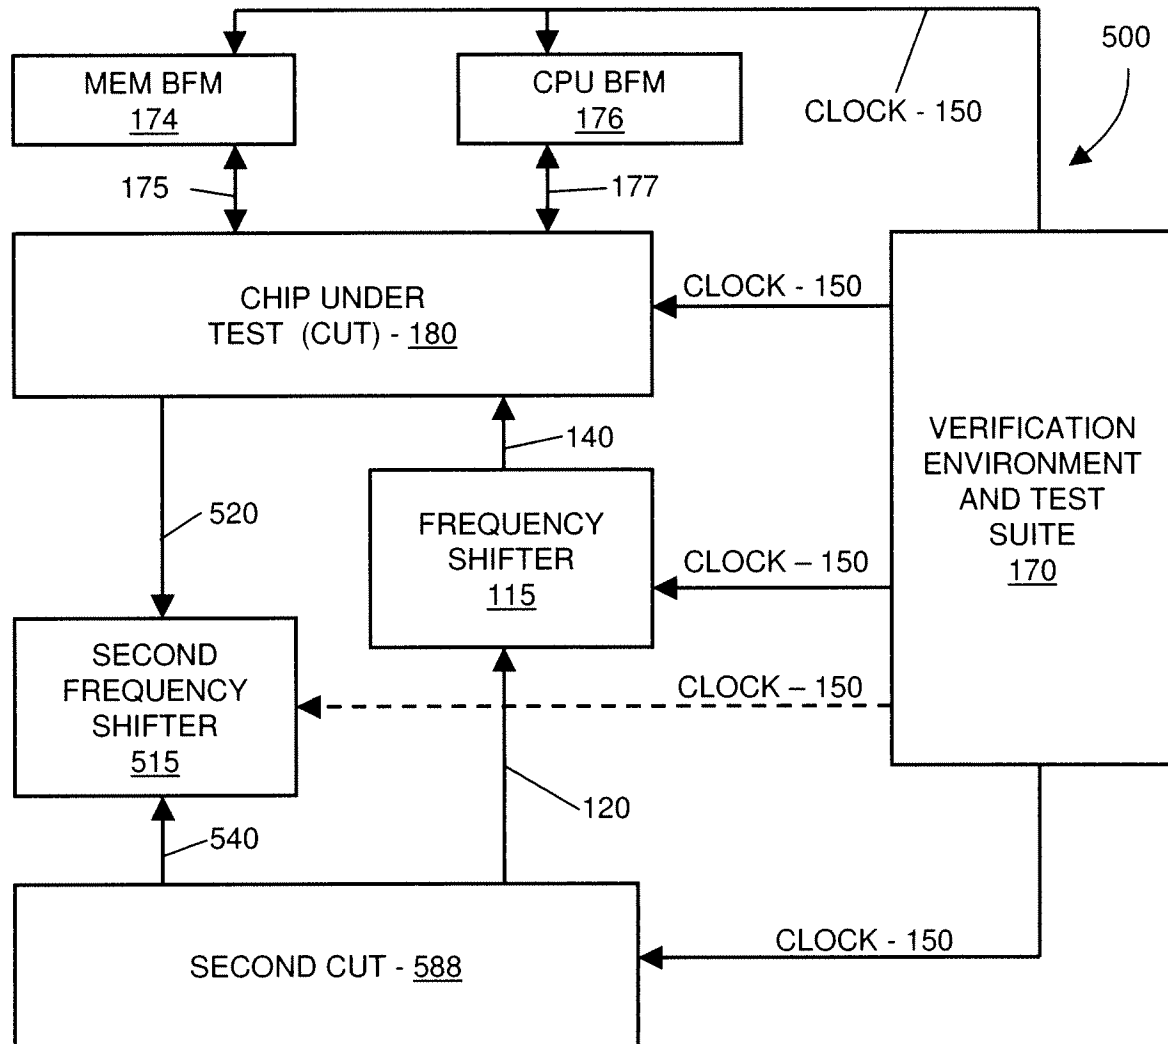 500
MEM BFM
174
CPU BFM
176
CLOCK - 150
175
177
CHIP UNDER
TEST (CUT) - 180
CLOCK - 150
140
VERIFICATION
ENVIRONMENT
AND TEST
SUITE
170
520
FREQUENCY
SHIFTER
115
CLOCK – 150
SECOND
FREQUENCY
SHIFTER
515
CLOCK – 150
120
540
CLOCK - 150
SECOND CUT - 588